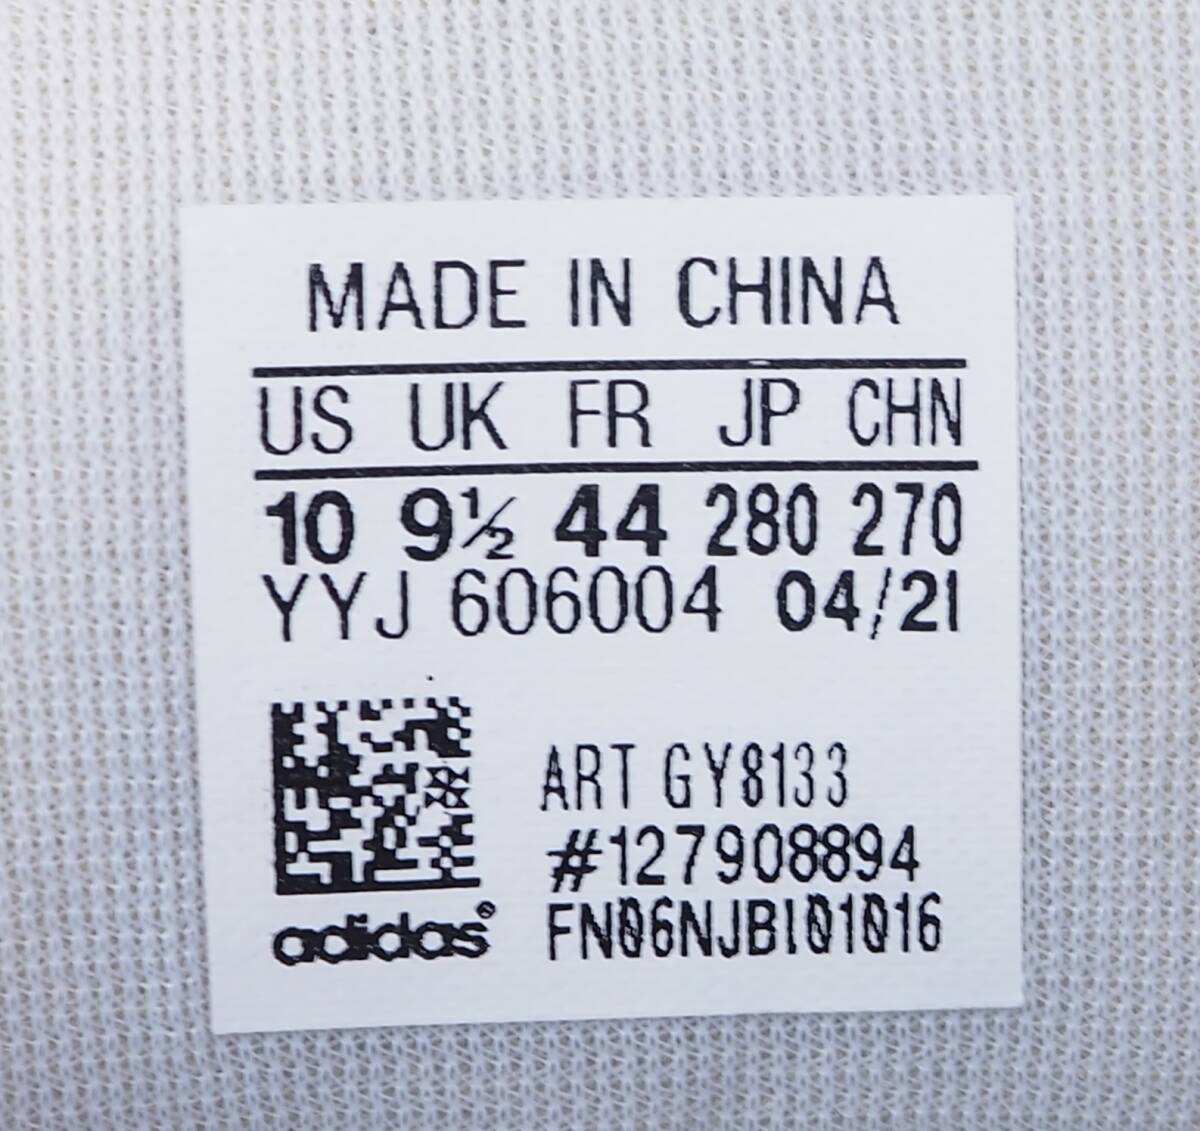 MADE IN CHINA
US UK FR JP CHN
10 9½ 44 280 270
YYJ 606004 04/21
ART GY8133
#127908894
FN06NJBI01016
adidas®